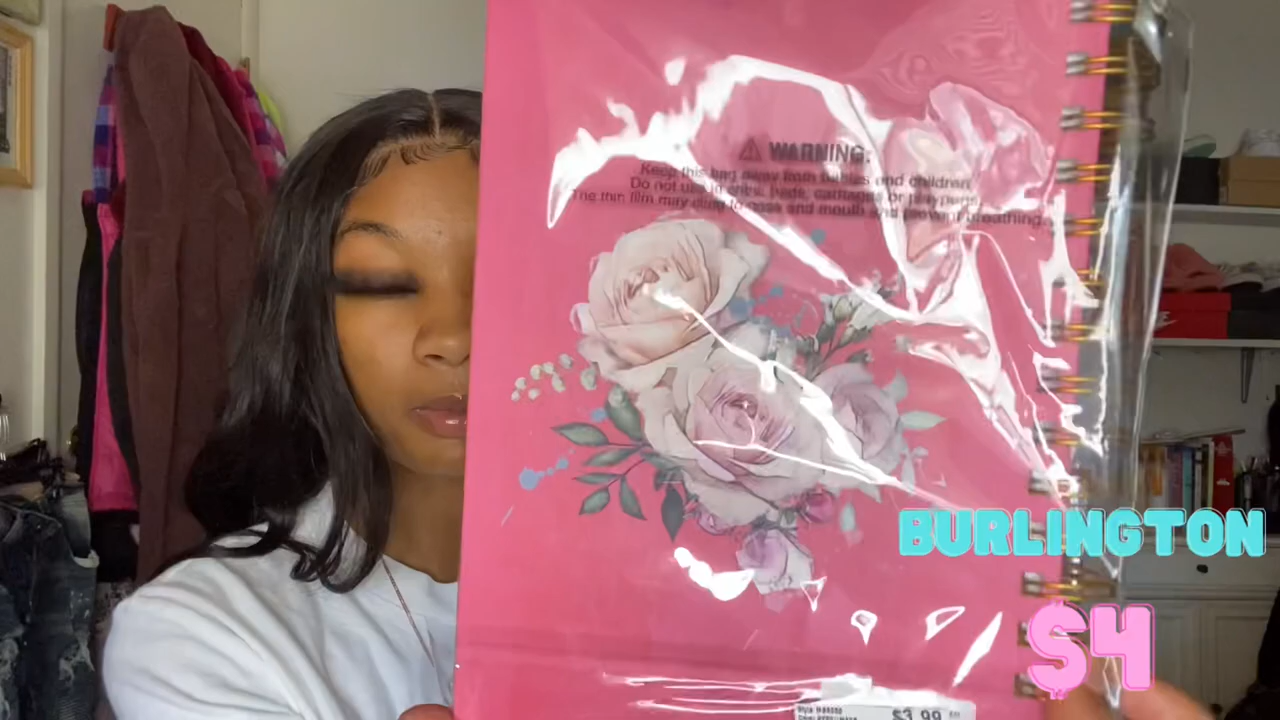 WARNING:
Keep this bag away from babies and children.
Do not use in cribs, beds, carriages or playpens.
The thin film may cling to nose and mouth and prevent breathing.
BURLINGTON
$4
$3.99